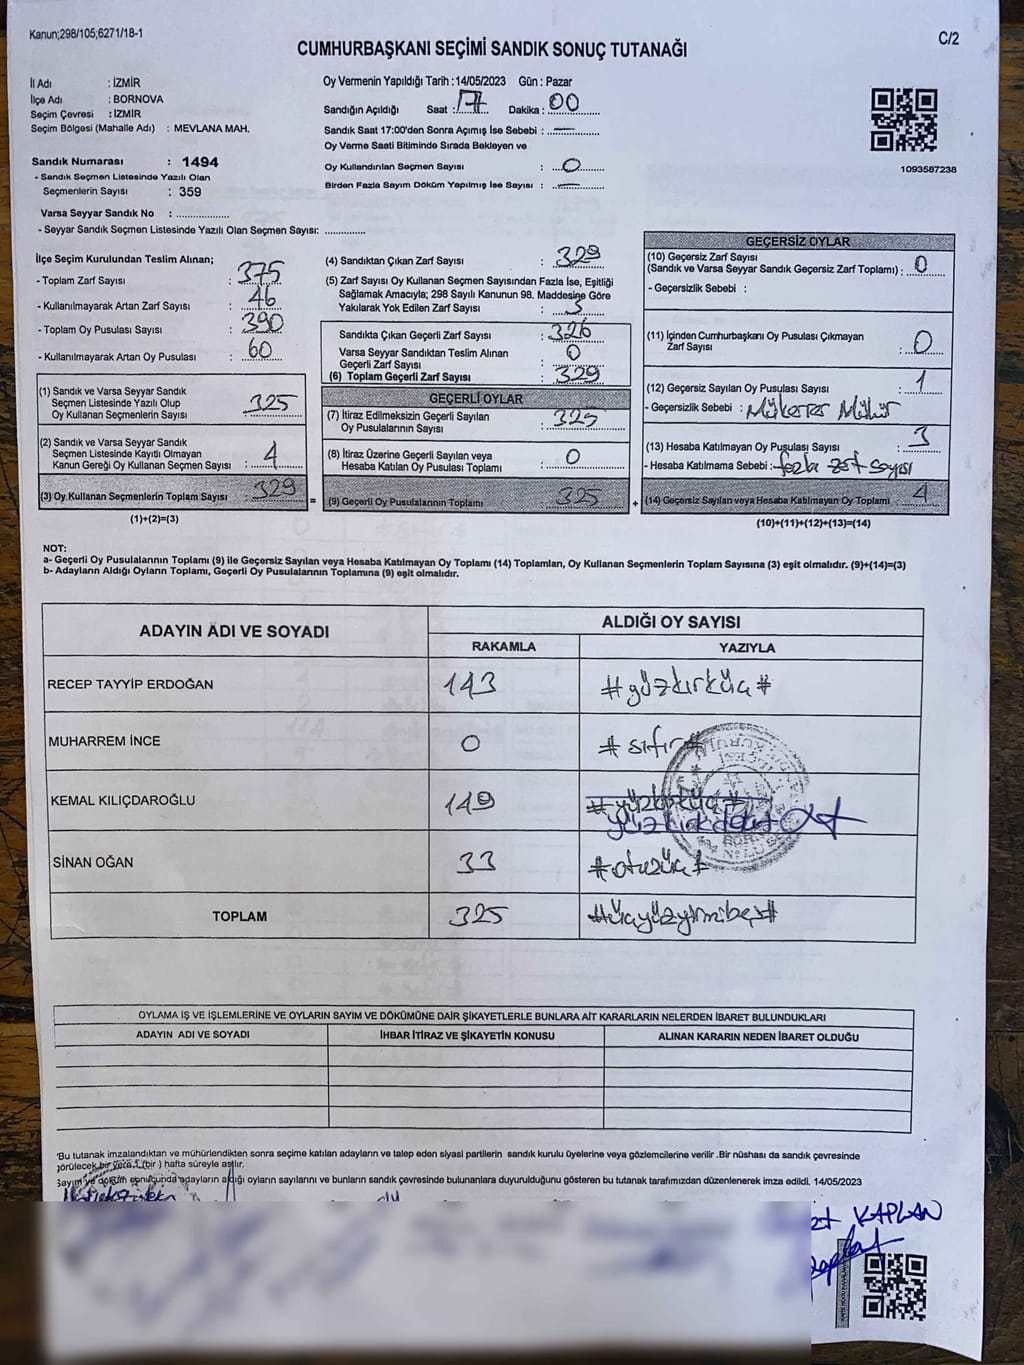 Kanun;298/105;6271/18-1
C/2
CUMHURBAŞKANI SEÇİMİ SANDIK SONUÇ TUTANAĞI
İl Adı : İZMİR
İlçe Adı : BORNOVA
Seçim Çevresi : İZMİR
Seçim Bölgesi (Mahalle Adı) : MEVLANA MAH.
Sandık Numarası : 1494
- Sandık Seçmen Listesinde Yazılı Olan
Seçmenlerin Sayısı : 359
Varsa Seyyar Sandık No : ....................
- Seyyar Sandık Seçmen Listesinde Yazılı Olan Seçmen Sayısı: ...............
Oy Vermenin Yapıldığı Tarih : 14/05/2023 Gün : Pazar
Sandığın Açıldığı Saat : 17 Dakika : 00
Sandık Saat 17:00'den Sonra Açımış İse Sebebi : —
Oy Verme Saati Bitiminde Sırada Bekleyen ve
Oy Kullandırılan Seçmen Sayısı : 0
Birden Fazla Sayım Döküm Yapılmış İse Sayısı : —
1093587238
İlçe Seçim Kurulundan Teslim Alınan;
- Toplam Zarf Sayısı : 375
- Kullanılmayarak Artan Zarf Sayısı : 46
- Toplam Oy Pusulası Sayısı : 390
- Kullanılmayarak Artan Oy Pusulası : 60
(1) Sandık ve Varsa Seyyar Sandık
Seçmen Listesinde Yazılı Olup
Oy Kullanan Seçmenlerin Sayısı : 325
(2) Sandık ve Varsa Seyyar Sandık
Seçmen Listesinde Kayıtlı Olmayan
Kanun Gereği Oy Kullanan Seçmen Sayısı : 4
(3) Oy Kullanan Seçmenlerin Toplam Sayısı : 329
(1)+(2)=(3)
=
(4) Sandıktan Çıkan Zarf Sayısı : 329
(5) Zarf Sayısı Oy Kullanan Seçmen Sayısından Fazla İse, Eşitliği
Sağlamak Amacıyla; 298 Sayılı Kanunun 98. Maddesine Göre
Yakılarak Yok Edilen Zarf Sayısı : 3
Sandıkta Çıkan Geçerli Zarf Sayısı : 326
Varsa Seyyar Sandıktan Teslim Alınan
Geçerli Zarf Sayısı : 0
(6) Toplam Geçerli Zarf Sayısı : 329
GEÇERLİ OYLAR
(7) İtiraz Edilmeksizin Geçerli Sayılan
Oy Pusulalarının Sayısı : 325
(8) İtiraz Üzerine Geçerli Sayılan veya
Hesaba Katılan Oy Pusulası Toplamı : 0
(9) Geçerli Oy Pusulalarının Toplamı : 325
+
GEÇERSİZ OYLAR
(10) Geçersiz Zarf Sayısı
(Sandık ve Varsa Seyyar Sandık Geçersiz Zarf Toplamı) : 0
- Geçersizlik Sebebi :
(11) İçinden Cumhurbaşkanı Oy Pusulası Çıkmayan
Zarf Sayısı : 0
(12) Geçersiz Sayılan Oy Pusulası Sayısı : 1
- Geçersizlik Sebebi : Mükerrer Mühür
(13) Hesaba Katılmayan Oy Pusulası Sayısı : 3
- Hesaba Katılmama Sebebi : fazla zarf sayısı
(14) Geçersiz Sayılan veya Hesaba Katılmayan Oy Toplamı : 4
(10)+(11)+(12)+(13)=(14)
NOT:
a- Geçerli Oy Pusulalarının Toplamı (9) ile Geçersiz Sayılan veya Hesaba Katılmayan Oy Toplamı (14) Toplamları, Oy Kullanan Seçmenlerin Toplam Sayısına (3) eşit olmalıdır. (9)+(14)=(3)
b- Adayların Aldığı Oyların Toplamı, Geçerli Oy Pusulalarının Toplamına (9) eşit olmalıdır.
ADAYIN ADI VE SOYADI
ALDIĞI OY SAYISI
RAKAMLA YAZIYLA
RECEP TAYYİP ERDOĞAN 143 #yüzkırküç#
MUHARREM İNCE 0 #sıfır#
KEMAL KILIÇDAROĞLU 149
SİNAN OĞAN 33 #otuzüç#
TOPLAM 325 #üçyüzyirmibeş#
OYLAMA İŞ VE İŞLEMLERİNE VE OYLARIN SAYIM VE DÖKÜMÜNE DAİR ŞİKAYETLERLE BUNLARA AİT KARARLARIN NELERDEN İBARET BULUNDUKLARI
ADAYIN ADI VE SOYADI İHBAR İTİRAZ VE ŞİKAYETİN KONUSU ALINAN KARARIN NEDEN İBARET OLDUĞU
Bu tutanak imzalandıktan ve mühürlendikten sonra seçime katılan adayların ve talep eden siyasi partilerin sandık kurulu üyelerine veya gözlemcilerine verilir .Bir nüshası da sandık çevresinde
görülecek bir yere 1 (bir ) hafta süreyle asılır.
Sayım ve döküm sonucunda adayların aldığı oyların sayılarını ve bunların sandık çevresinde bulunanlara duyurulduğunu gösteren bu tutanak tarafımızdan düzenlenerek imza edildi. 14/05/2023
KAPLAN